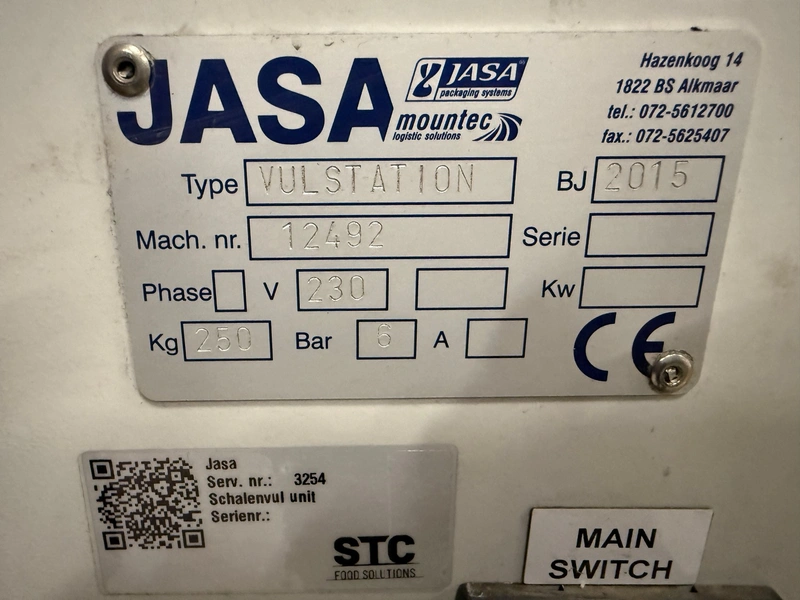 JASA
JASA
packaging systems
mountec
logistic solutions
Hazenkoog 14
1822 BS Alkmaar
tel.: 072-5612700
fax.: 072-5625407
Type VULSTATION BJ 2015
Mach. nr. 12492 Serie
Phase V 230 Kw
Kg 250 Bar 6 A
CE
Jasa
Serv. nr.: 3254
Schalenvul unit
Serienr.:
STC
FOOD SOLUTIONS
MAIN
SWITCH